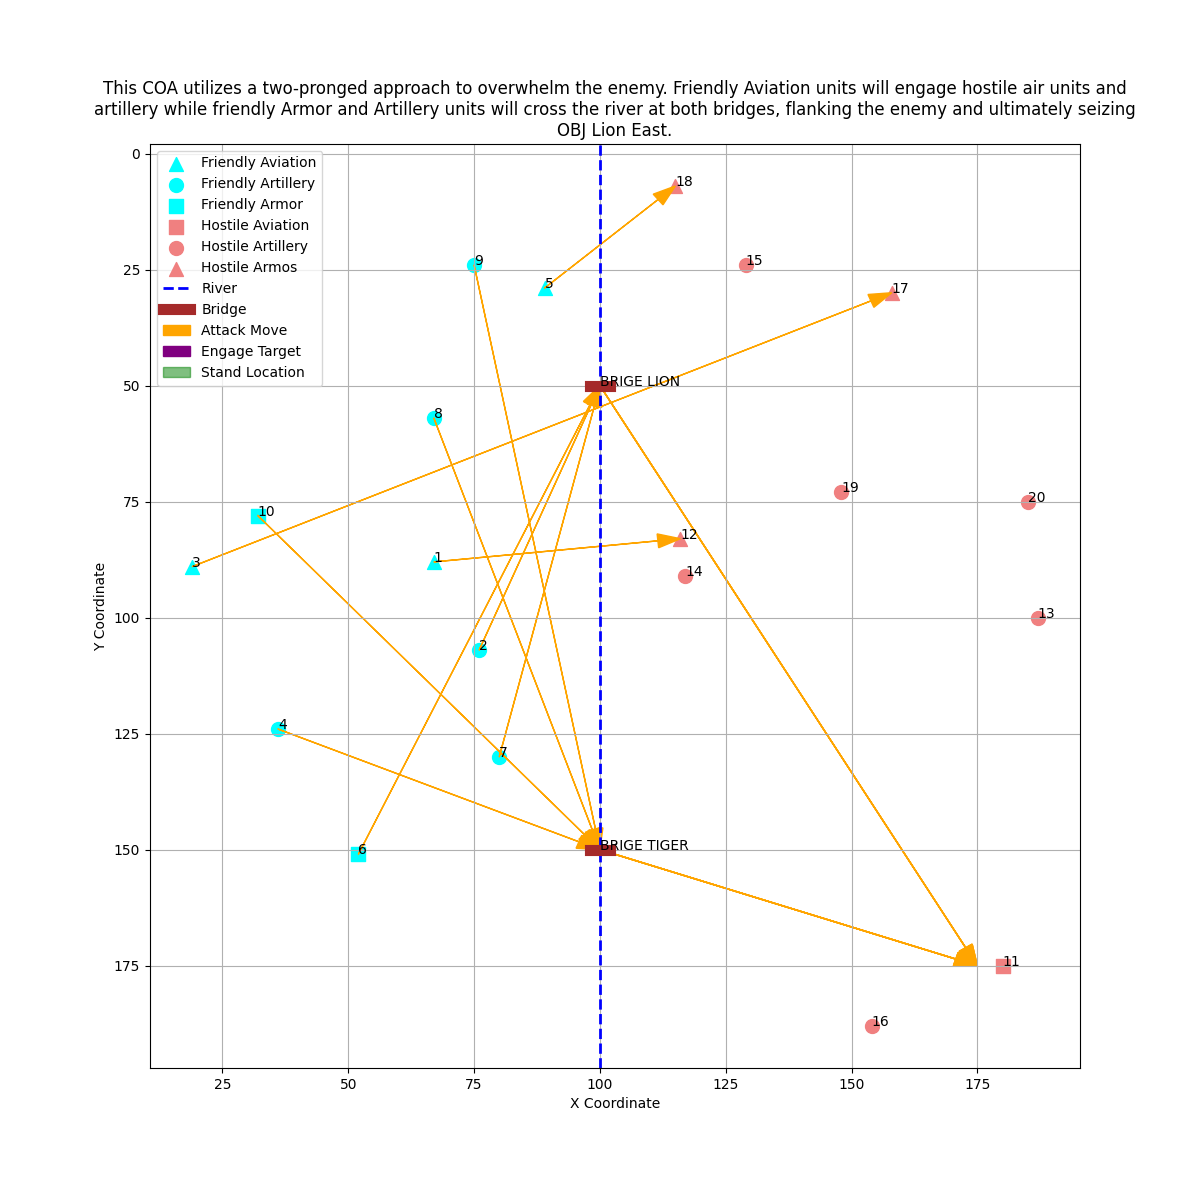 This COA utilizes a two-pronged approach to overwhelm the enemy. Friendly Aviation units will engage hostile air units and
artillery while friendly Armor and Artillery units will cross the river at both bridges, flanking the enemy and ultimately seizing
OBJ Lion East.
Friendly Aviation
Friendly Artillery
Friendly Armor
Hostile Aviation
Hostile Artillery
Hostile Armos
River
Bridge
Attack Move
Engage Target
Stand Location
18
9
15
5
17
BRIGE LION
8
19
20
10
12
1
3
14
13
2
4
7
BRIGE TIGER
6
11
16
0
25
50
75
100
125
150
175
Y Coordinate
25
50
75
100
125
150
175
X Coordinate